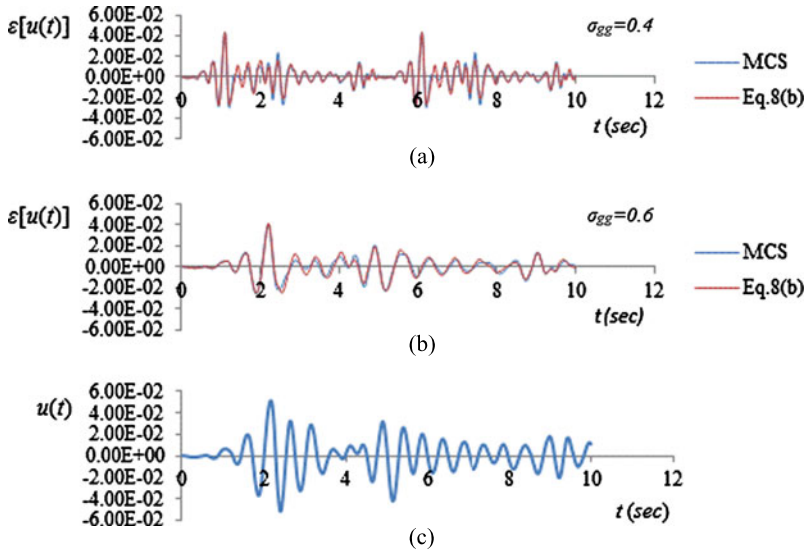 ε[u(t)]
6.00E-02
4.00E-02
2.00E-02
0.00E+00
-2.00E-02
-4.00E-02
-6.00E-02
0 2 4 6 8 10 12
σgg=0.4
t (sec)
MCS
Eq.8(b)
(a)
ε[u(t)]
6.00E-02
4.00E-02
2.00E-02
0.00E+00
-2.00E-02
-4.00E-02
-6.00E-02
0 2 4 6 8 10 12
σgg=0.6
t(sec)
MCS
Eq.8(b)
(b)
u(t)
6.00E-02
4.00E-02
2.00E-02
0.00E+00
-2.00E-02
-4.00E-02
-6.00E-02
0 2 4 6 8 10 12
t (sec)
(c)